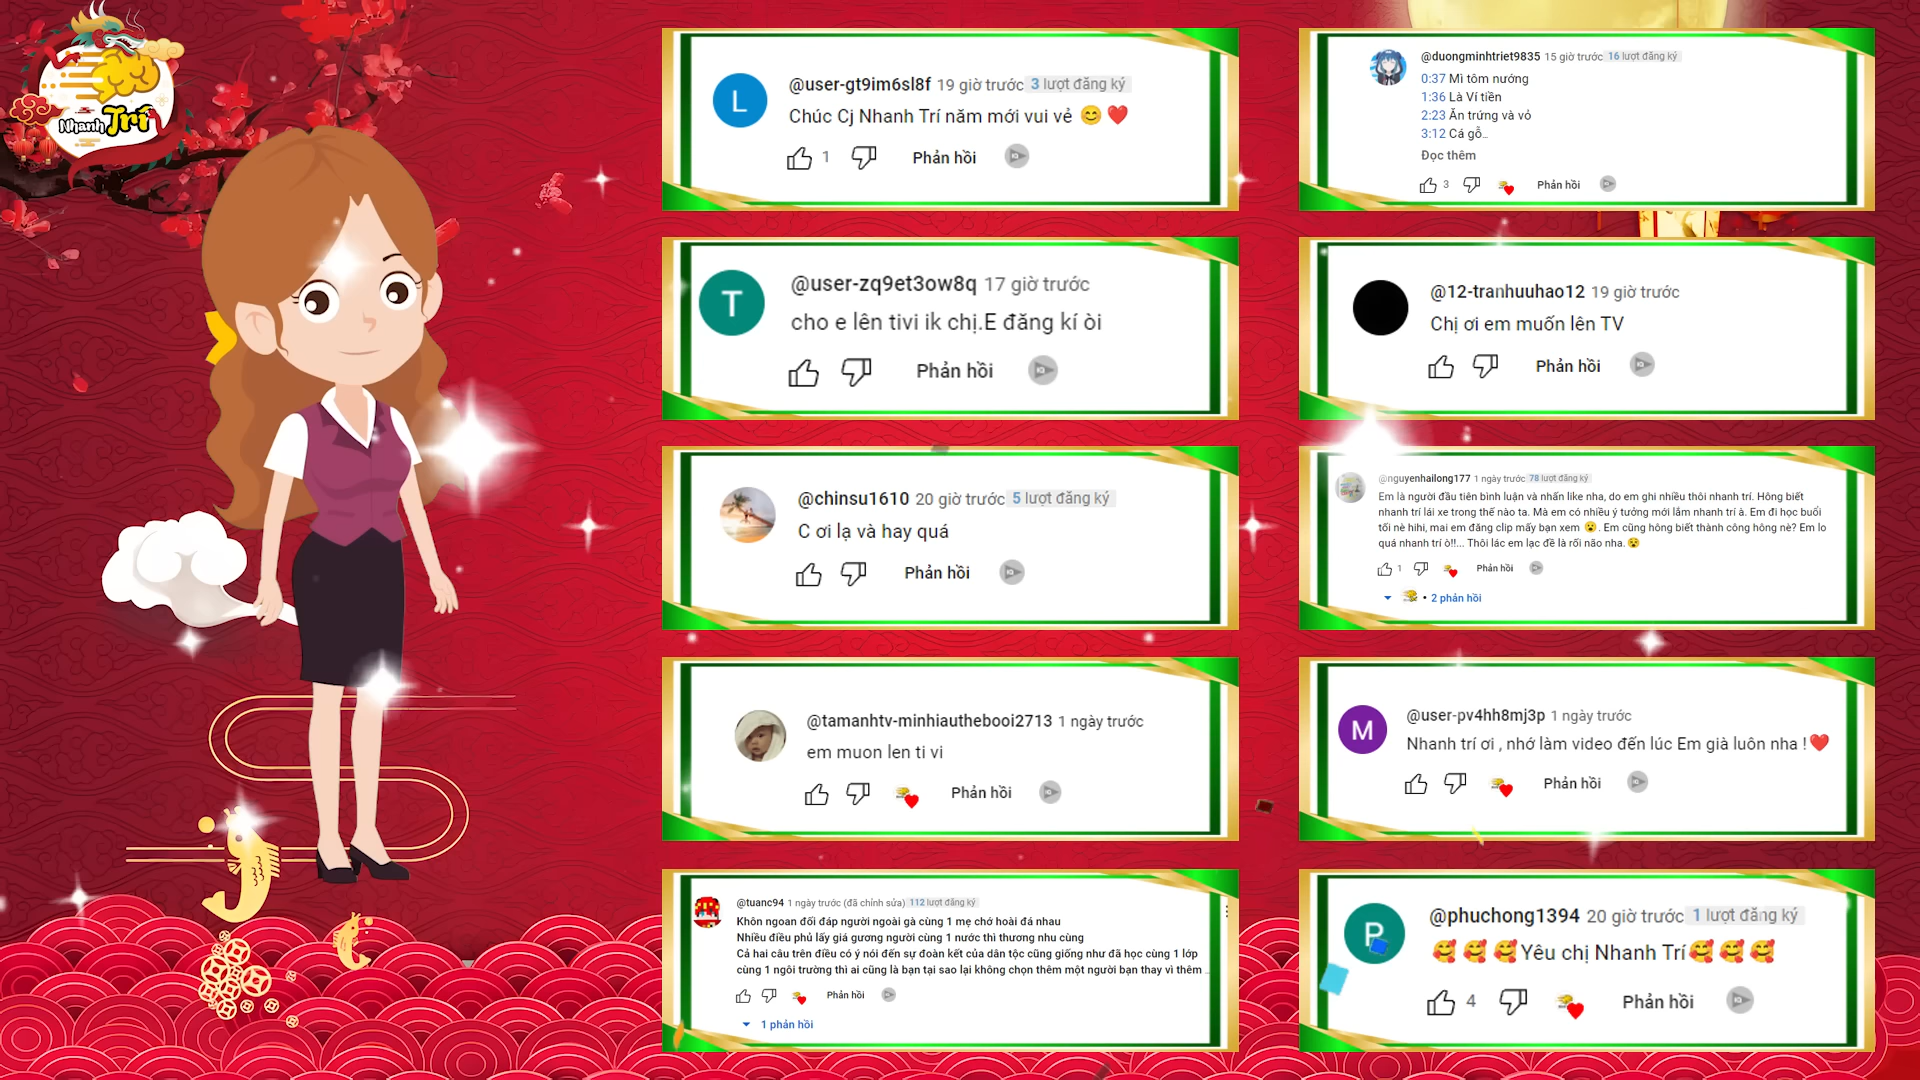 Nhanh Trí
L
@user-gt9im6sl8f 19 giờ trước 3 lượt đăng ký
Chúc Cj Nhanh Trí năm mới vui vẻ 😊 ❤️
1 Phản hồi
T
@user-zq9et3ow8q 17 giờ trước
cho e lên tivi ik chị.E đăng kí òi
Phản hồi
@chinsu1610 20 giờ trước 5 lượt đăng ký
C ơi lạ và hay quá
Phản hồi
@tamanhtv-minhiauthebooi2713 1 ngày trước
em muon len ti vi
Phản hồi
@tuanc94 1 ngày trước (đã chỉnh sửa) 112 lượt đăng ký
Khôn ngoan đối đáp người ngoài gà cùng 1 mẹ chớ hoài đá nhau
Nhiều điều phủ lấy giá gương người cùng 1 nước thì thương nhu cùng
Cả hai câu trên điều có ý nói đến sự đoàn kết của dân tộc cũng giống như đã học cùng 1 lớp
cùng 1 ngôi trường thì ai cũng là bạn tại sao lại không chọn thêm một người bạn thay vì thêm ...
Phản hồi
1 phản hồi
@duongminhtriet9835 15 giờ trước 16 lượt đăng ký
0:37 Mì tôm nướng
1:36 Là Ví tiền
2:23 Ăn trứng và vỏ
3:12 Cá gỗ...
Đọc thêm
3 Phản hồi
@12-tranhuuhao12 19 giờ trước
Chị ơi em muốn lên TV
Phản hồi
@nguyenhailong177 1 ngày trước 78 lượt đăng ký
Em là người đầu tiên bình luận và nhấn like nha, do em ghi nhiều thôi nhanh trí. Hông biết
nhanh trí lái xe trong thế nào ta. Mà em có nhiều ý tưởng mới lắm nhanh trí à. Em đi học buổi
tối nè hihi, mai em đăng clip mấy bạn xem 😮. Em cũng hông biết thành công hông nè? Em lo
quá nhanh trí ò!!... Thôi lác em lạc đề là rối não nha.😵
1 Phản hồi
• 2 phản hồi
M
@user-pv4hh8mj3p 1 ngày trước
Nhanh trí ơi , nhớ làm video đến lúc Em già luôn nha !❤️
Phản hồi
P
@phuchong1394 20 giờ trước 1 lượt đăng ký
🥰🥰🥰Yêu chị Nhanh Trí🥰🥰🥰
4 Phản hồi